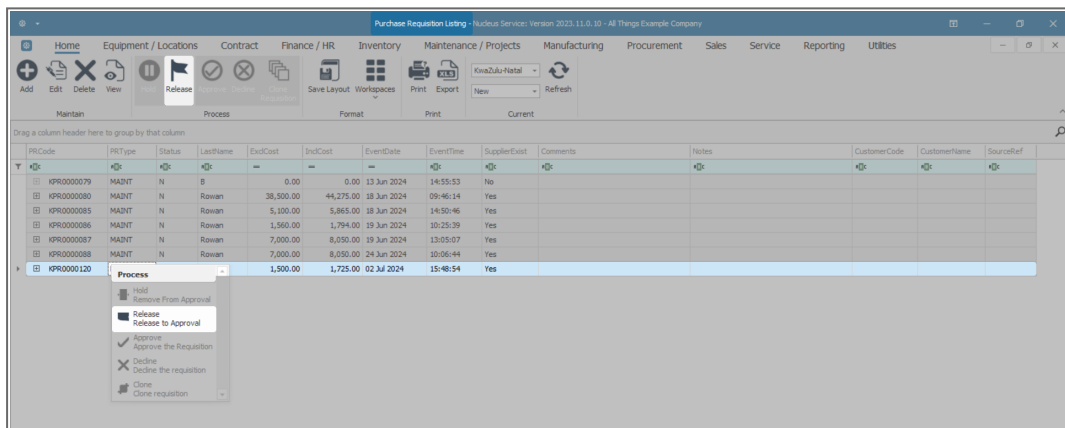 Purchase Requisition Listing - Nucleus Service: Version 2023.11.0.10 - All Things Example Company
Home Equipment / Locations Contract Finance / HR Inventory Maintenance / Projects Manufacturing Procurement Sales Service Reporting Utilities
Add Edit Delete View Hold Release Approve Decline Clone Requisition Save Layout Workspaces Print Export KwaZulu-Natal New Refresh
Maintain Process Format Print Current
Drag a column header here to group by that column
PRCode PRType Status LastName ExclCost InclCost EventDate EventTime SupplierExist Comments Notes CustomerCode CustomerName SourceRef
KPR0000079 MAINT N B 0.00 0.00 13 Jun 2024 14:55:53 No
KPR0000080 MAINT N Rowan 38,500.00 44,275.00 18 Jun 2024 09:46:14 Yes
KPR0000085 MAINT N Rowan 5,100.00 5,865.00 18 Jun 2024 14:50:46 Yes
KPR0000086 MAINT N Rowan 1,560.00 1,794.00 19 Jun 2024 10:25:39 Yes
KPR0000087 MAINT N Rowan 7,000.00 8,050.00 19 Jun 2024 13:05:07 Yes
KPR0000088 MAINT N Rowan 7,000.00 8,050.00 24 Jun 2024 10:06:44 Yes
KPR0000120 1,500.00 1,725.00 02 Jul 2024 15:48:54 Yes
Process
Hold
Remove From Approval
Release
Release to Approval
Approve
Approve the Requisition
Decline
Decline the requisition
Clone
Clone requisition